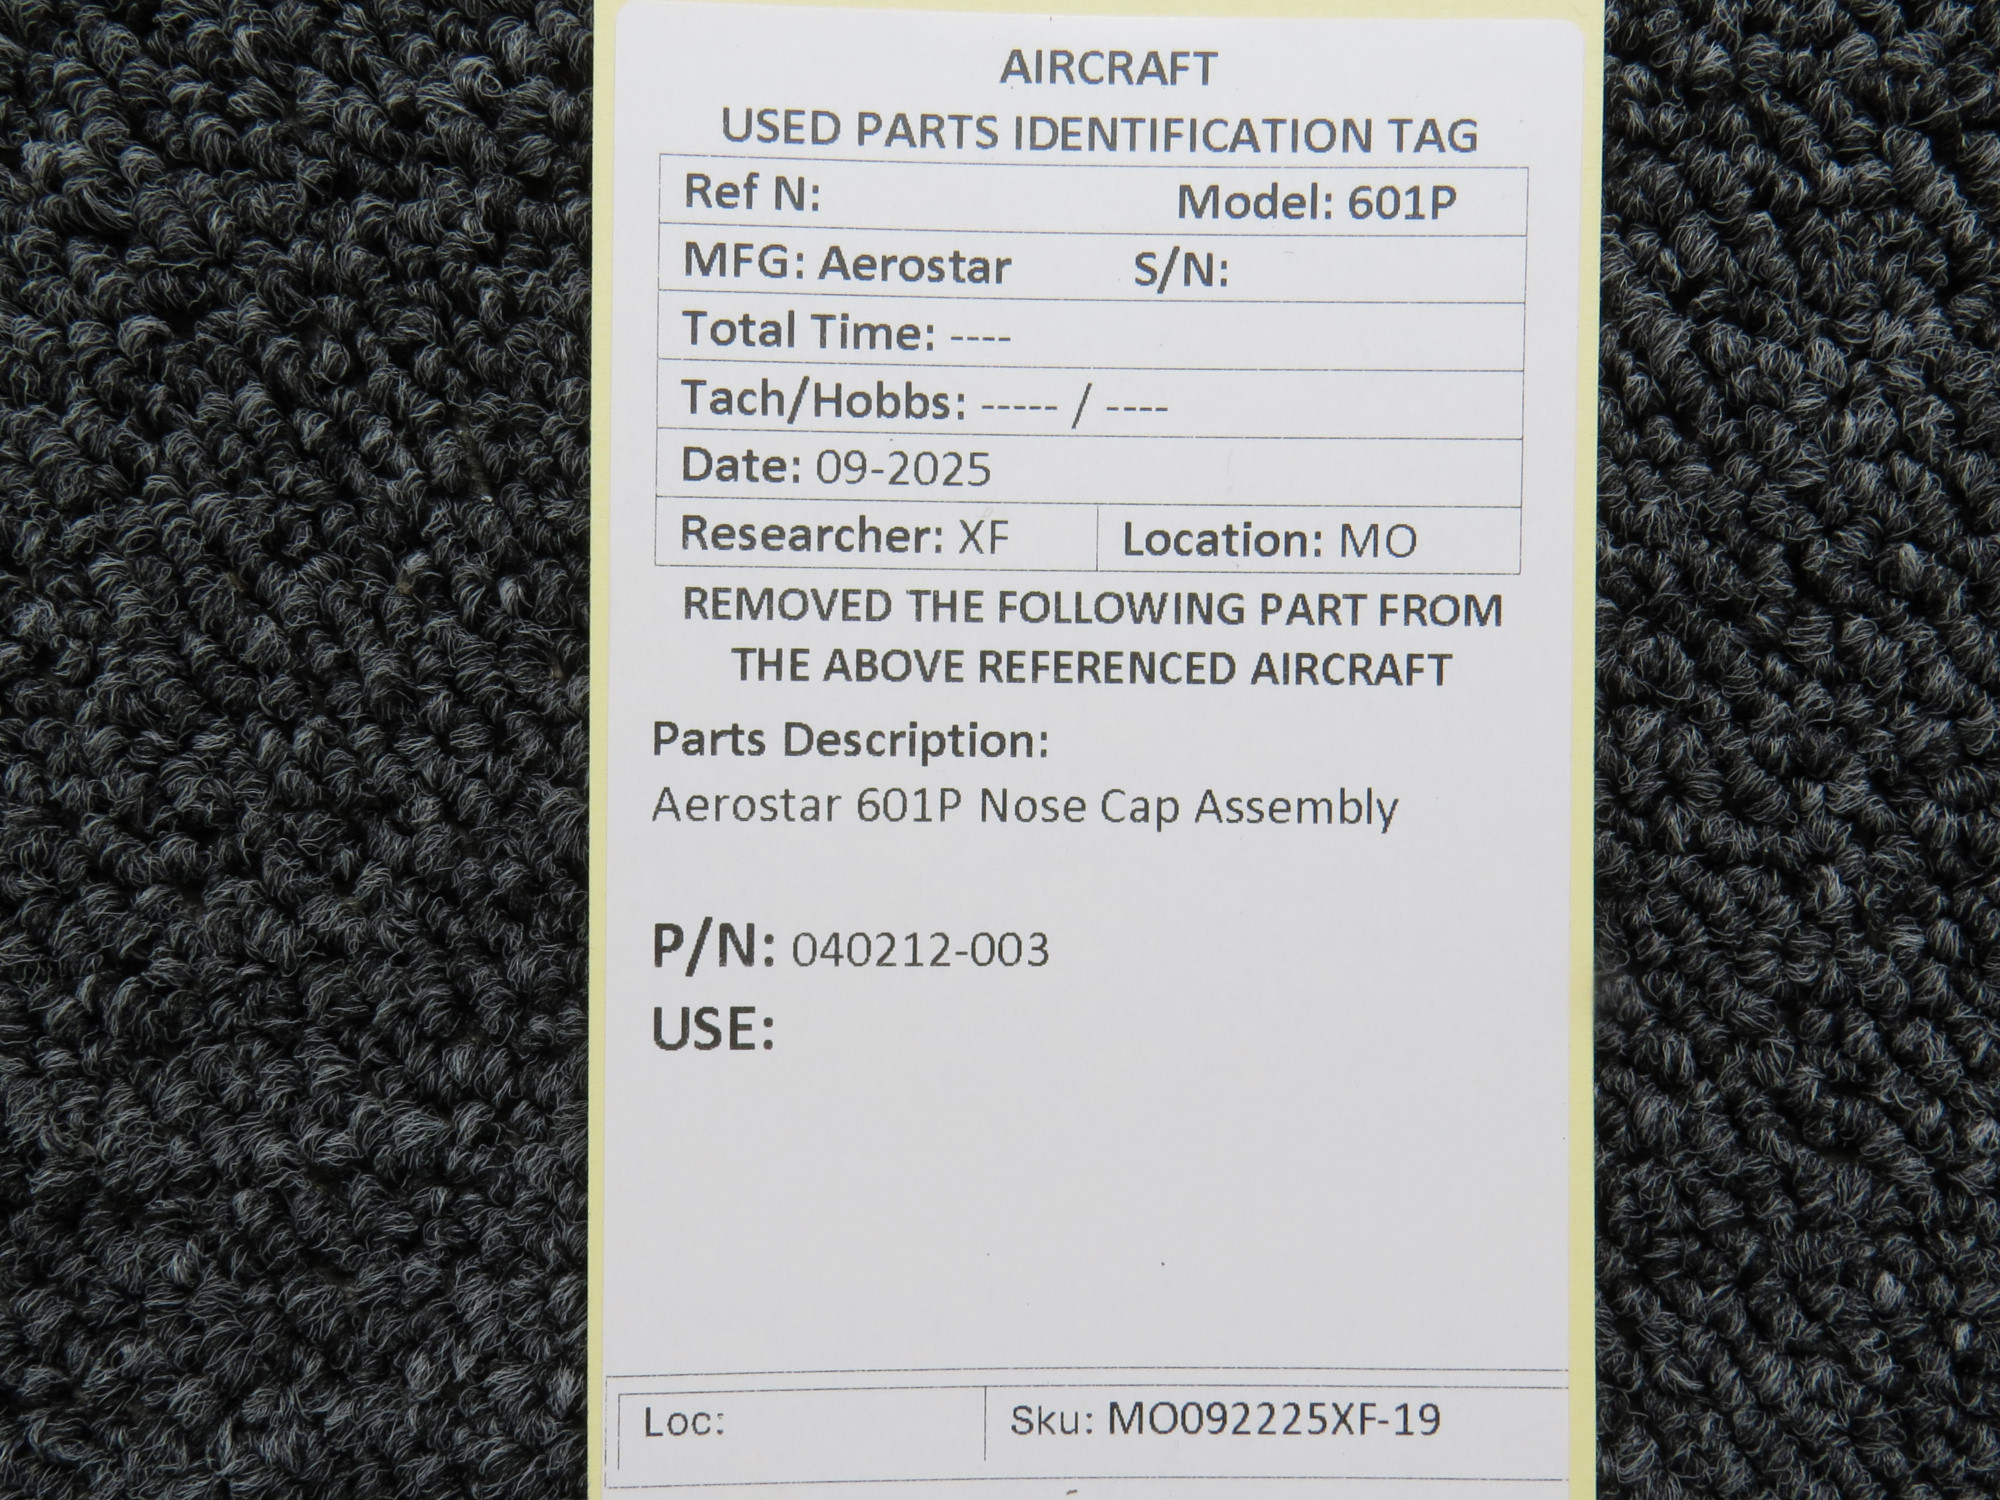 AIRCRAFT
USED PARTS IDENTIFICATION TAG
Ref N: Model: 601P
MFG: Aerostar S/N:
Total Time: ----
Tach/Hobbs: ----- / ----
Date: 09-2025
Researcher: XF Location: MO
REMOVED THE FOLLOWING PART FROM
THE ABOVE REFERENCED AIRCRAFT
Parts Description:
Aerostar 601P Nose Cap Assembly
P/N: 040212-003
USE:
Loc: Sku: MO092225XF-19